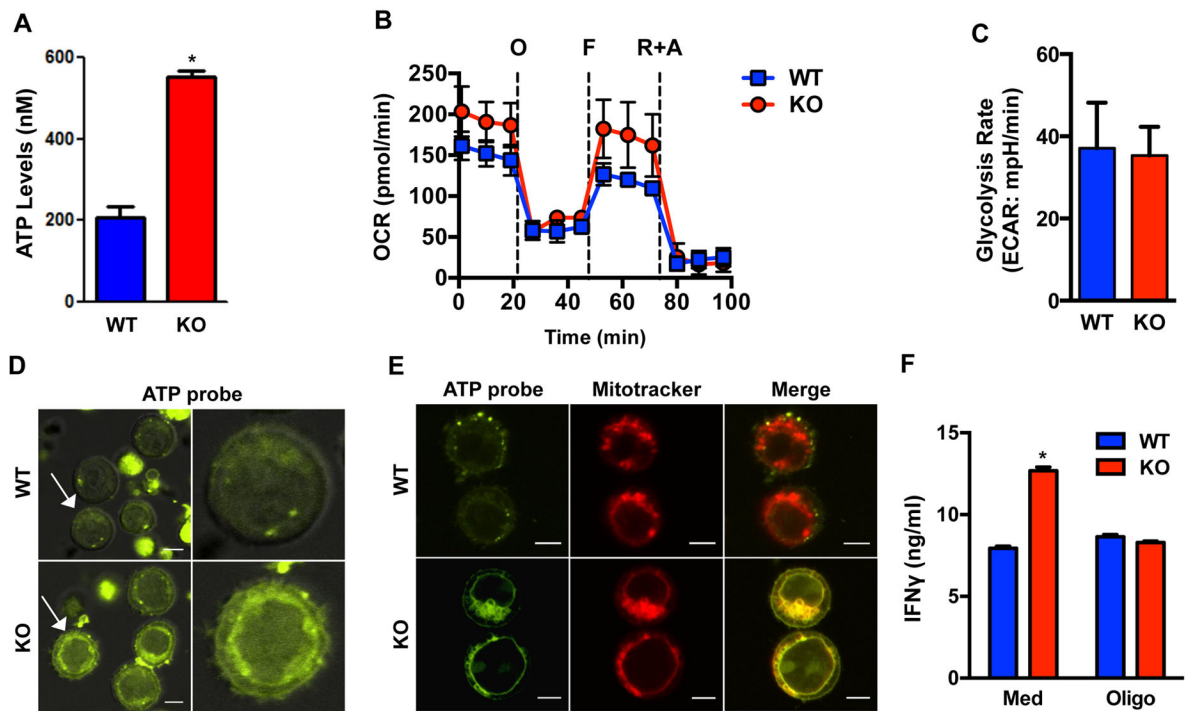 A
ATP Levels (nM)
600
400
200
0
*
WT
KO
B
O
F
R+A
WT
KO
OCR (pmol/min)
250
200
150
100
50
0
0
20
40
60
80
100
Time (min)
C
Glycolysis Rate
(ECAR: mpH/min)
60
40
20
0
WT
KO
D
ATP probe
WT
KO
E
ATP probe
Mitotracker
Merge
WT
KO
F
IFNγ (ng/ml)
15
10
5
0
*
WT
KO
Med
Oligo